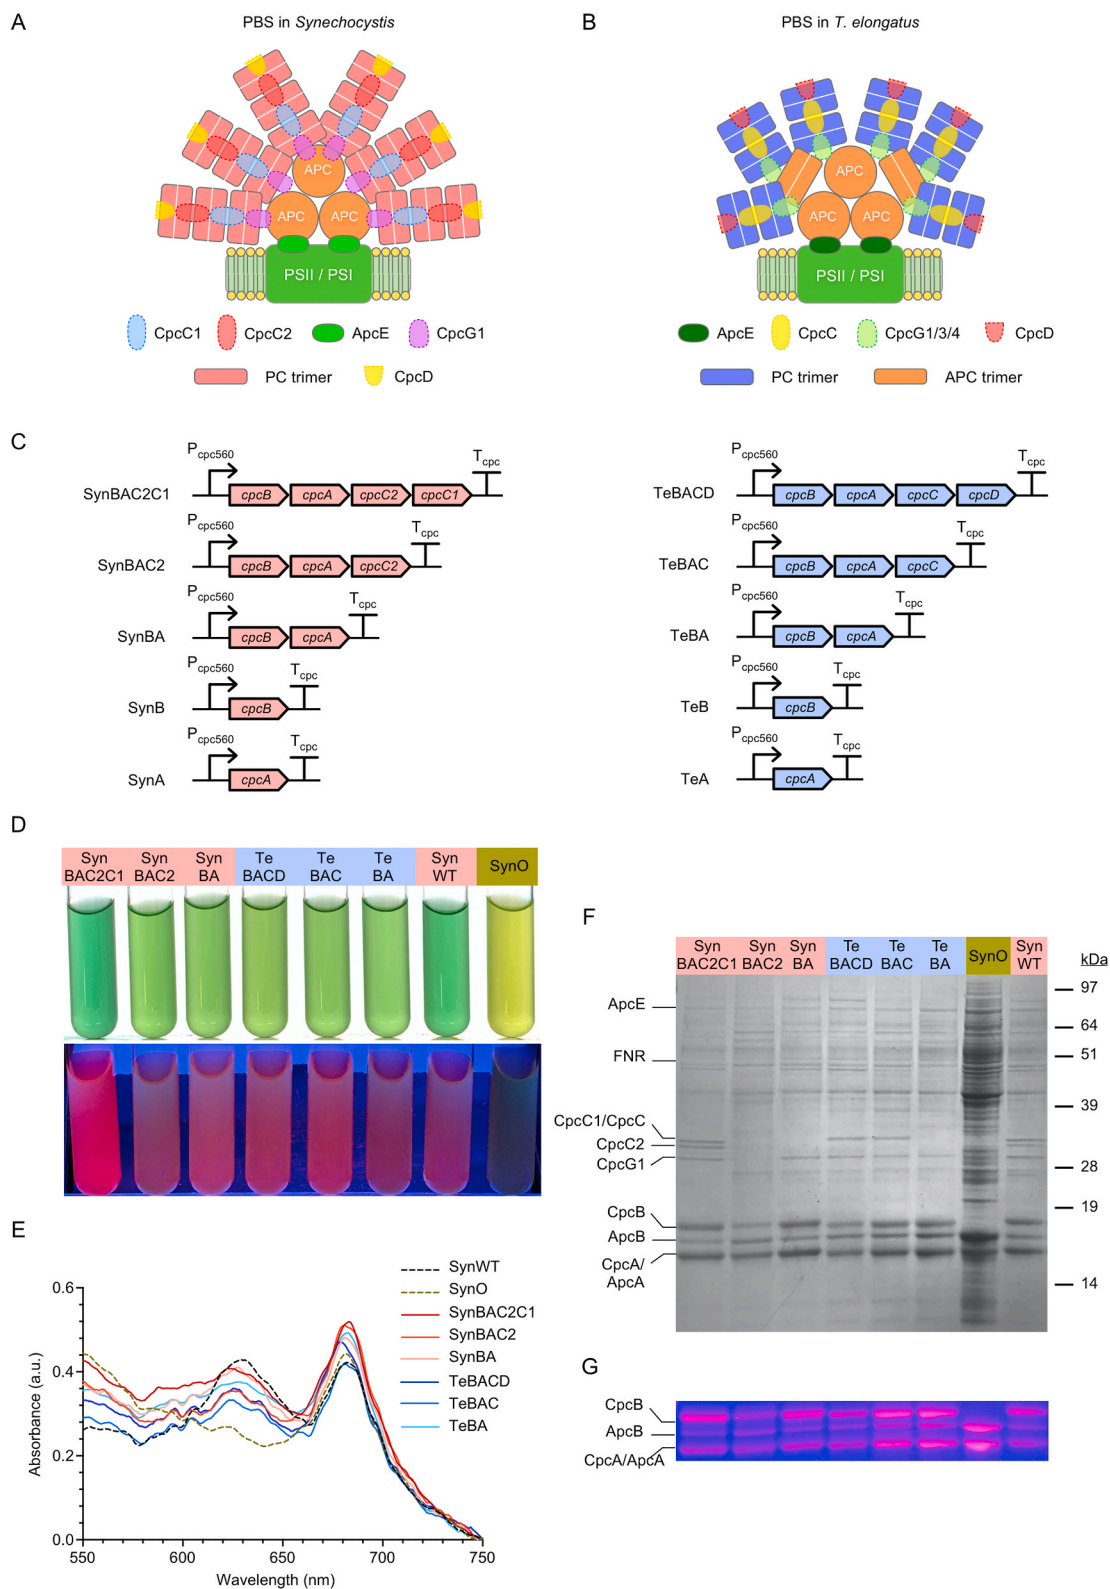 A
PBS in Synechocystis
APC
APC
APC
PSII / PSI
CpcC1
CpcC2
ApcE
CpcG1
PC trimer
CpcD
B
PBS in T. elongatus
APC
APC
APC
PSII / PSI
ApcE
CpcC
CpcG1/3/4
CpcD
PC trimer
APC trimer
C
SynBAC2C1
Pcpc560
cpcB
cpcA
cpcC2
cpcC1
Tcpc
SynBAC2
Pcpc560
cpcB
cpcA
cpcC2
Tcpc
SynBA
Pcpc560
cpcB
cpcA
Tcpc
SynB
Pcpc560
cpcB
Tcpc
SynA
Pcpc560
cpcA
Tcpc
TeBACD
Pcpc560
cpcB
cpcA
cpcC
cpcD
Tcpc
TeBAC
Pcpc560
cpcB
cpcA
cpcC
Tcpc
TeBA
Pcpc560
cpcB
cpcA
Tcpc
TeB
Pcpc560
cpcB
Tcpc
TeA
Pcpc560
cpcA
Tcpc
D
Syn Syn Syn Te Te Te Syn SynO
BAC2C1 BAC2 BA BACD BAC BA WT
E
Absorbance (a.u.)
0.6
0.4
0.2
0.0
550 600 650 700 750
Wavelength (nm)
SynWT
SynO
SynBAC2C1
SynBAC2
SynBA
TeBACD
TeBAC
TeBA
F
Syn Syn Syn Te Te Te SynO Syn
BAC2C1 BAC2 BA BACD BAC BA WT
kDa
97
64
51
39
28
19
14
ApcE
FNR
CpcC1/CpcC
CpcC2
CpcG1
CpcB
ApcB
CpcA/
ApcA
G
CpcB
ApcB
CpcA/ApcA